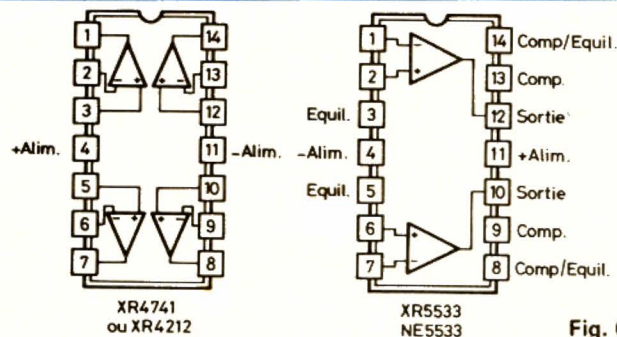 1 14
2 13
3 12
+Alim. 4 11 -Alim.
5 10
6 9
7 8
- + + -
- + + -
XR4741
ou XR4212
1 14 Comp/Equil.
2 13 Comp.
Equil. 3 12 Sortie
-Alim. 4 11 +Alim.
Equil. 5 10 Sortie
6 9 Comp.
7 8 Comp/Equil.
-
+
+
-
XR5533
NE5533
Fig.